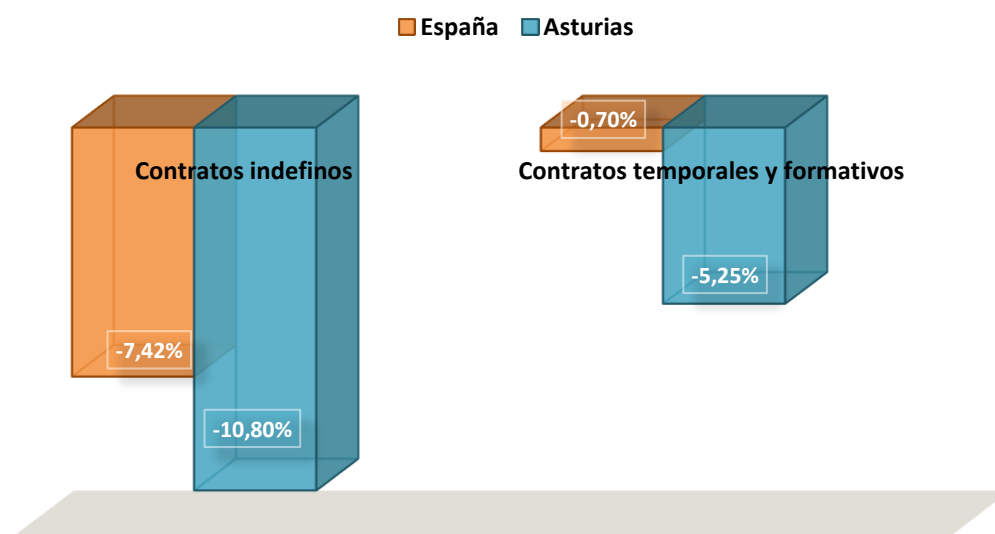 España Asturias
-0,70%
Contratos indefinos Contratos temporales y formativos
-5,25%
-7,42%
-10,80%